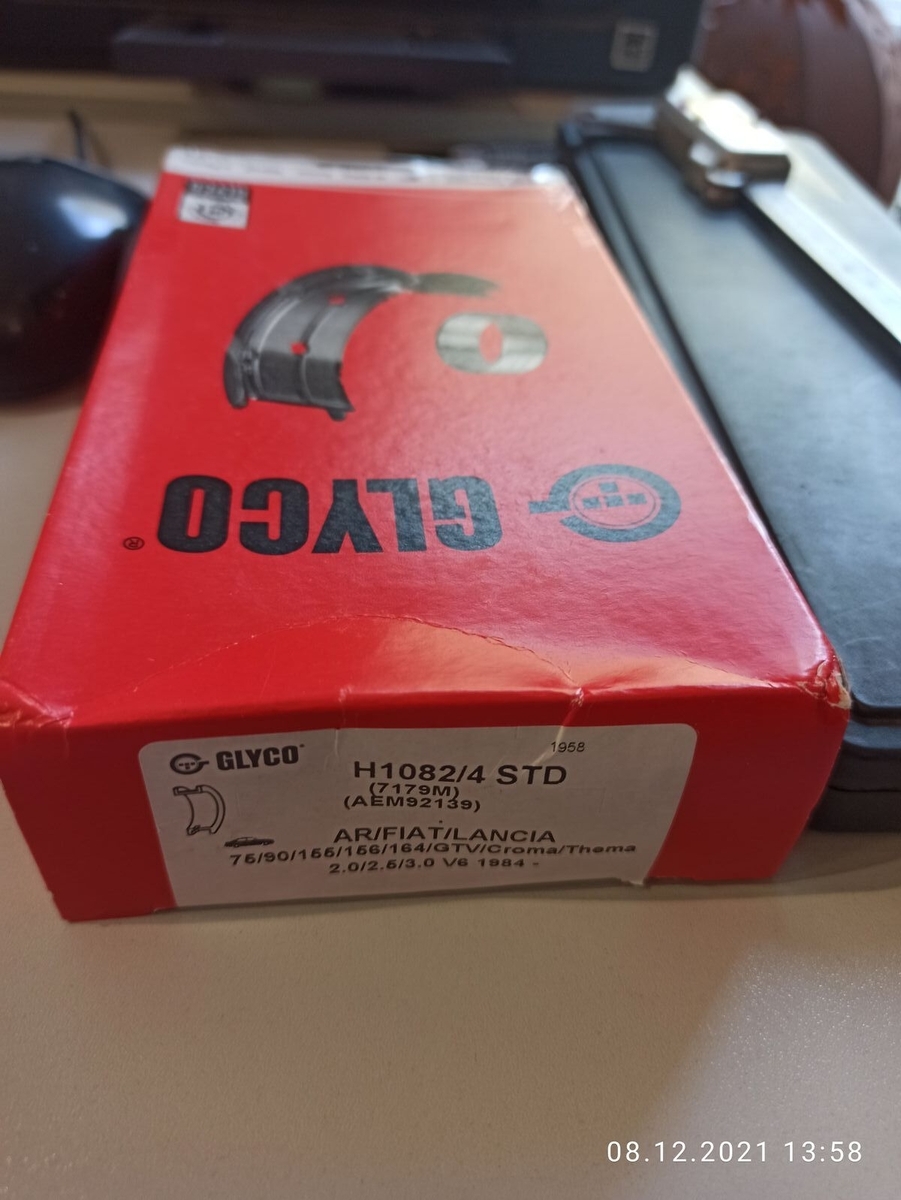 GLYCO®
GLYCO
1958
H1082/4 STD
(7179M)
(AEM92139)
AR/FIAT/LANCIA
75/90/155/156/164/GTV/Croma/Thema
2.0/2.5/3.0 V6 1984 -
08.12.2021 13:58